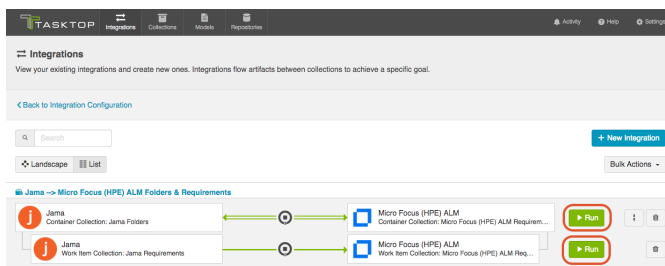 TASKTOP
Integrations
Collections
Models
Repositories
Activity
Help
Settings
Integrations
View your existing integrations and create new ones. Integrations flow artifacts between collections to achieve a specific goal.
Back to Integration Configuration
Search
+ New Integration
Landscape
List
Bulk Actions
Jama --> Micro Focus (HPE) ALM Folders & Requirements
Jama
Container Collection: Jama Folders
Micro Focus (HPE) ALM
Container Collection: Micro Focus (HPE) ALM Requirem...
Run
Jama
Work Item Collection: Jama Requirements
Micro Focus (HPE) ALM
Work Item Collection: Micro Focus (HPE) ALM Req...
Run